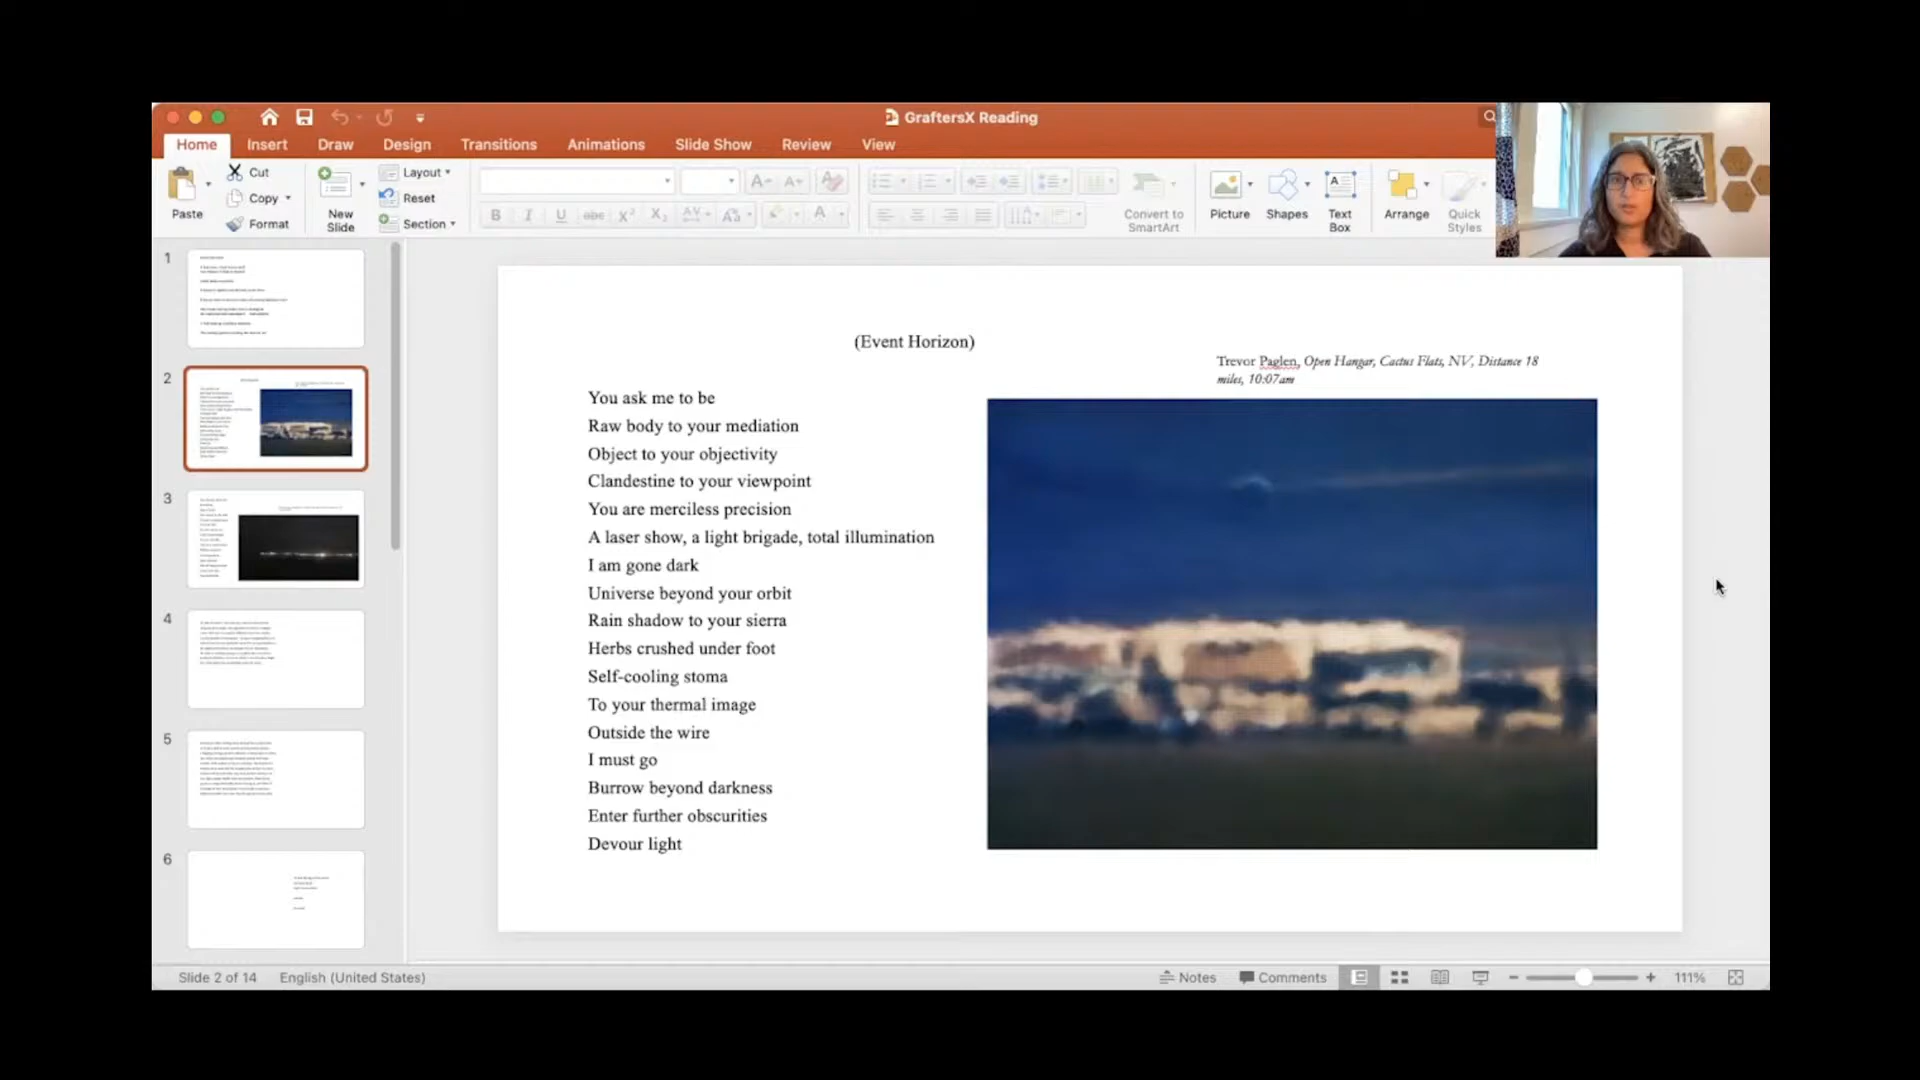 GraftersX Reading
Home Insert Draw Design Transitions Animations Slide Show Review View
Paste
Cut
Copy
Format
New
Slide
Layout
Reset
Section
Convert to
SmartArt
Picture
Shapes
Text
Box
Arrange
Quick
Styles
1
2
3
4
5
6
(Event Horizon)
Trevor Paglen, Open Hangar, Cactus Flats, NV, Distance 18
miles, 10:07am
You ask me to be
Raw body to your mediation
Object to your objectivity
Clandestine to your viewpoint
You are merciless precision
A laser show, a light brigade, total illumination
I am gone dark
Universe beyond your orbit
Rain shadow to your sierra
Herbs crushed under foot
Self-cooling stoma
To your thermal image
Outside the wire
I must go
Burrow beyond darkness
Enter further obscurities
Devour light
Slide 2 of 14 English (United States) Notes Comments 111%